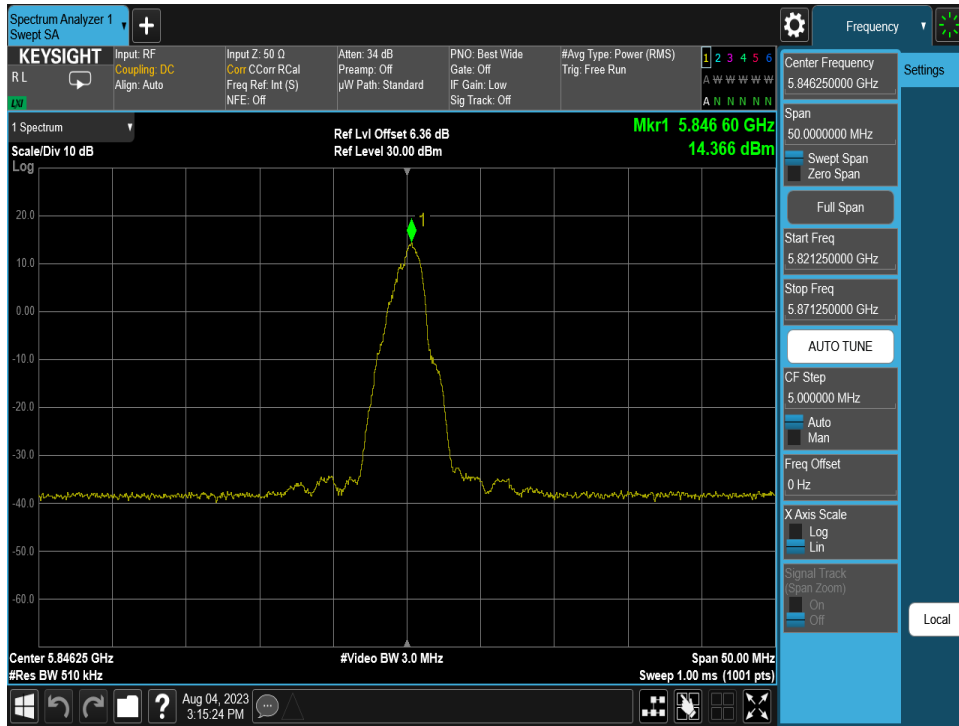 Spectrum Analyzer 1
Swept SA
Frequency
KEYSIGHT
R L
LXI
Input: RF
Coupling: DC
Align: Auto
Input Z: 50 Ω
Corr CCorr RCal
Freq Ref: Int (S)
NFE: Off
Atten: 34 dB
Preamp: Off
µW Path: Standard
PNO: Best Wide
Gate: Off
IF Gain: Low
Sig Track: Off
#Avg Type: Power (RMS)
Trig: Free Run
1 2 3 4 5 6
A W W W W W
A N N N N N
1 Spectrum
Scale/Div 10 dB
Log
Ref Lvl Offset 6.36 dB
Ref Level 30.00 dBm
Mkr1 5.846 60 GHz
14.366 dBm
1
20.0
10.0
0.00
-10.0
-20.0
-30.0
-40.0
-50.0
-60.0
Center 5.84625 GHz
#Res BW 510 kHz
#Video BW 3.0 MHz
Span 50.00 MHz
Sweep 1.00 ms (1001 pts)
Aug 04, 2023
3:15:24 PM
Center Frequency
5.846250000 GHz
Span
50.0000000 MHz
Swept Span
Zero Span
Full Span
Start Freq
5.821250000 GHz
Stop Freq
5.871250000 GHz
AUTO TUNE
CF Step
5.000000 MHz
Auto
Man
Freq Offset
0 Hz
X Axis Scale
Log
Lin
Signal Track
(Span Zoom)
On
Off
Settings
Local